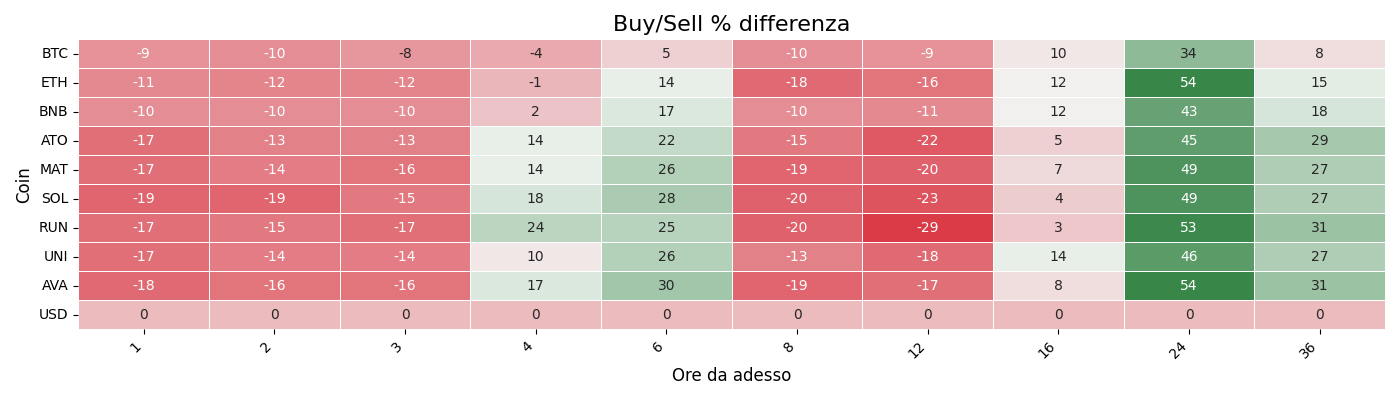 Buy/Sell % differenza
Coin
BTC -9 -10 -8 -4 5 -10 -9 10 34 8
ETH -11 -12 -12 -1 14 -18 -16 12 54 15
BNB -10 -10 -10 2 17 -10 -11 12 43 18
ATO -17 -13 -13 14 22 -15 -22 5 45 29
MAT -17 -14 -16 14 26 -19 -20 7 49 27
SOL -19 -19 -15 18 28 -20 -23 4 49 27
RUN -17 -15 -17 24 25 -20 -29 3 53 31
UNI -17 -14 -14 10 26 -13 -18 14 46 27
AVA -18 -16 -16 17 30 -19 -17 8 54 31
USD 0 0 0 0 0 0 0 0 0 0
1 2 3 4 6 8 12 16 24 36
Ore da adesso